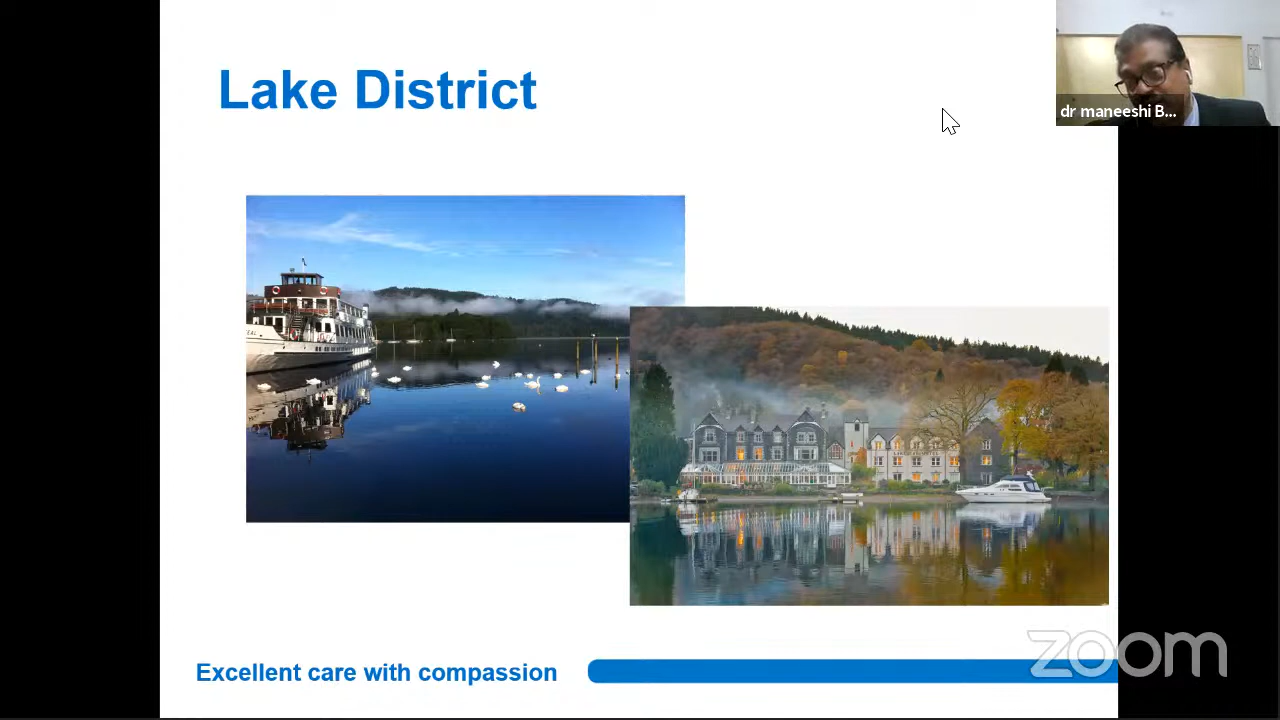 Lake District
dr maneeshi B...
Excellent care with compassion
zoom